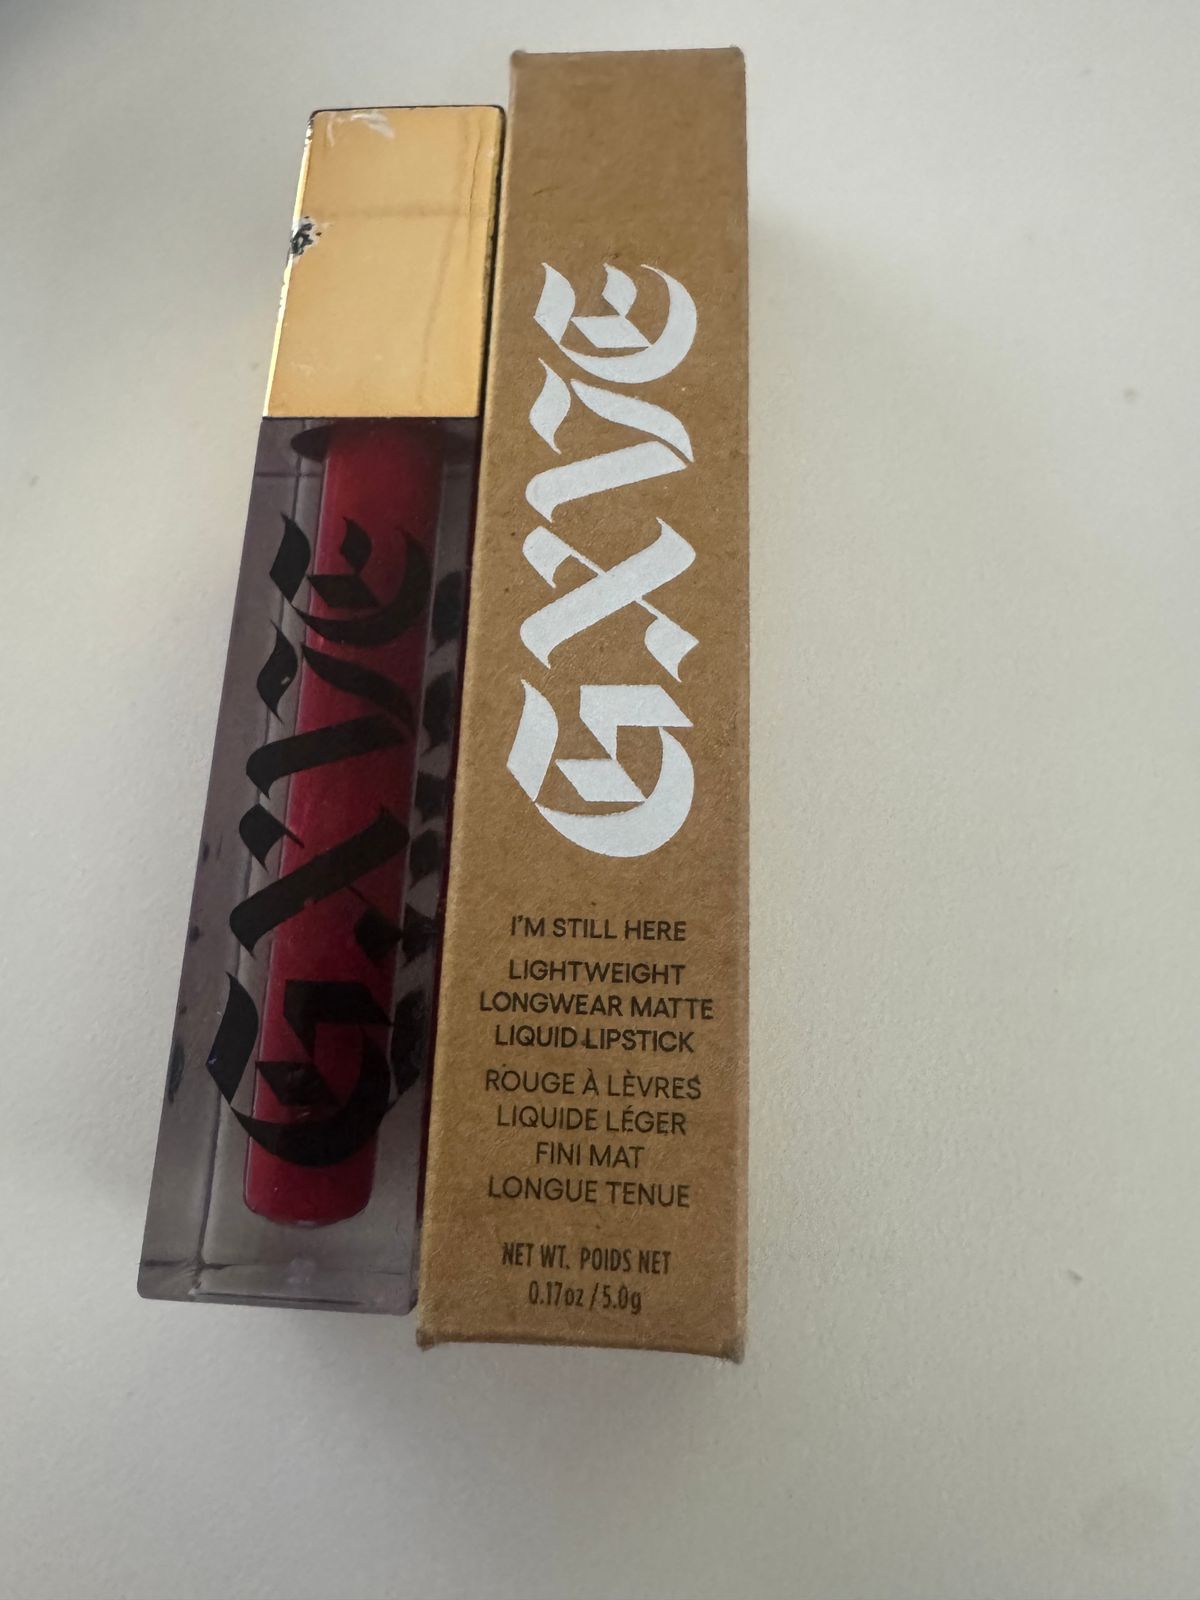 GXVE
GXVE
I'M STILL HERE
LIGHTWEIGHT
LONGWEAR MATTE
LIQUID LIPSTICK
ROUGE À LÈVRES
LIQUIDE LÉGER
FINI MAT
LONGUE TENUE
NET WT. POIDS NET
0.17oz / 5.0g